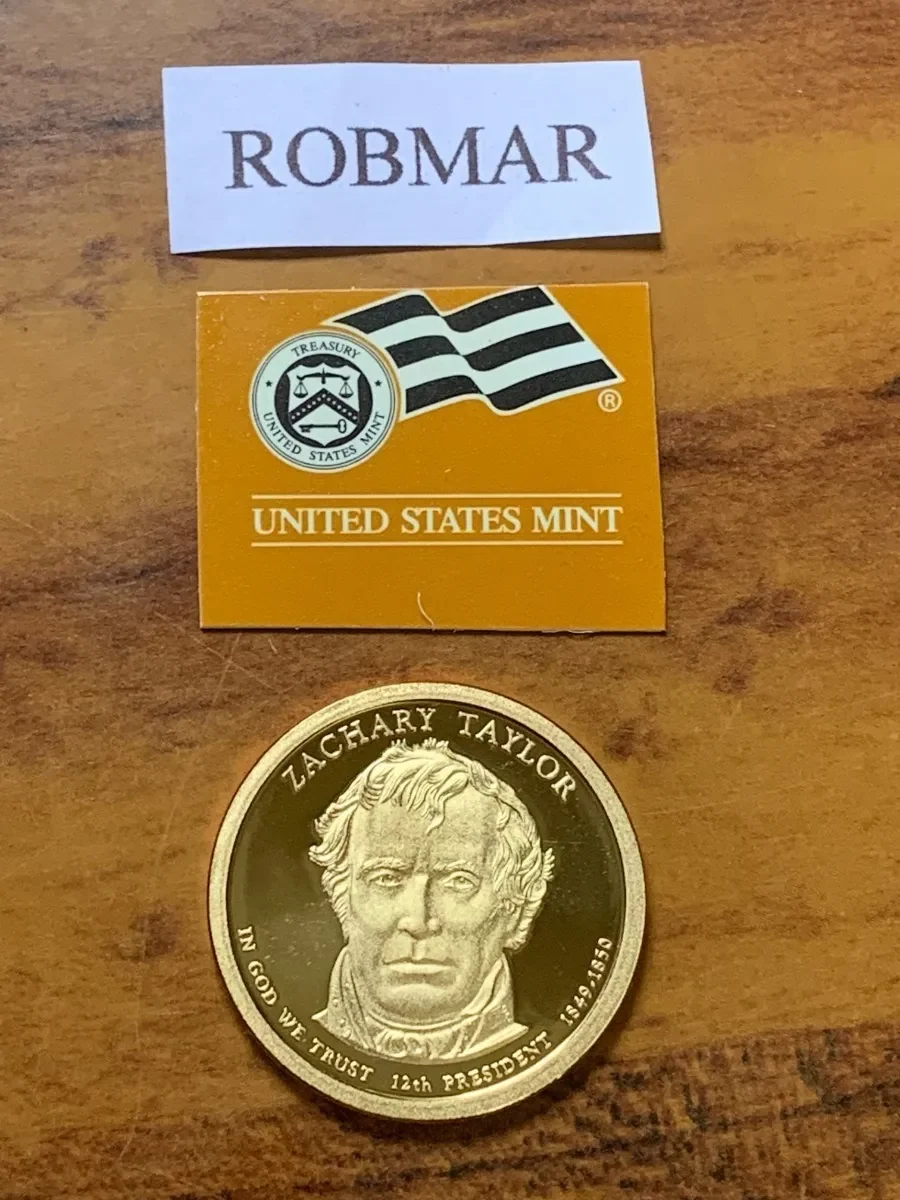 ROBMAR
TREASURY
UNITED STATES MINT
®
UNITED STATES MINT
ZACHARY TAYLOR
IN GOD WE TRUST 12th PRESIDENT 1849-1850